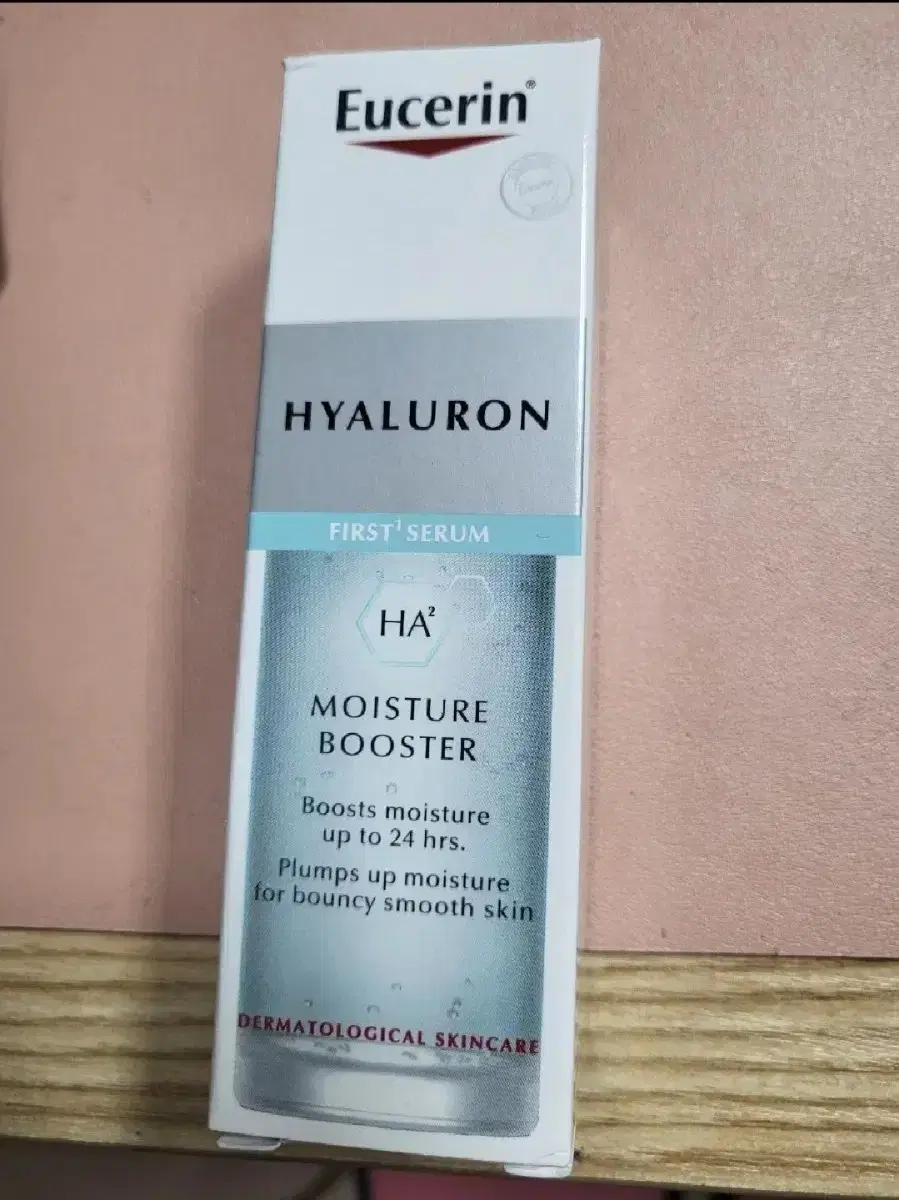 Eucerin®
HYALURON
FIRST¹ SERUM
HA²
MOISTURE
BOOSTER
Boosts moisture
up to 24 hrs.
Plumps up moisture
for bouncy smooth skin
DERMATOLOGICAL SKINCARE